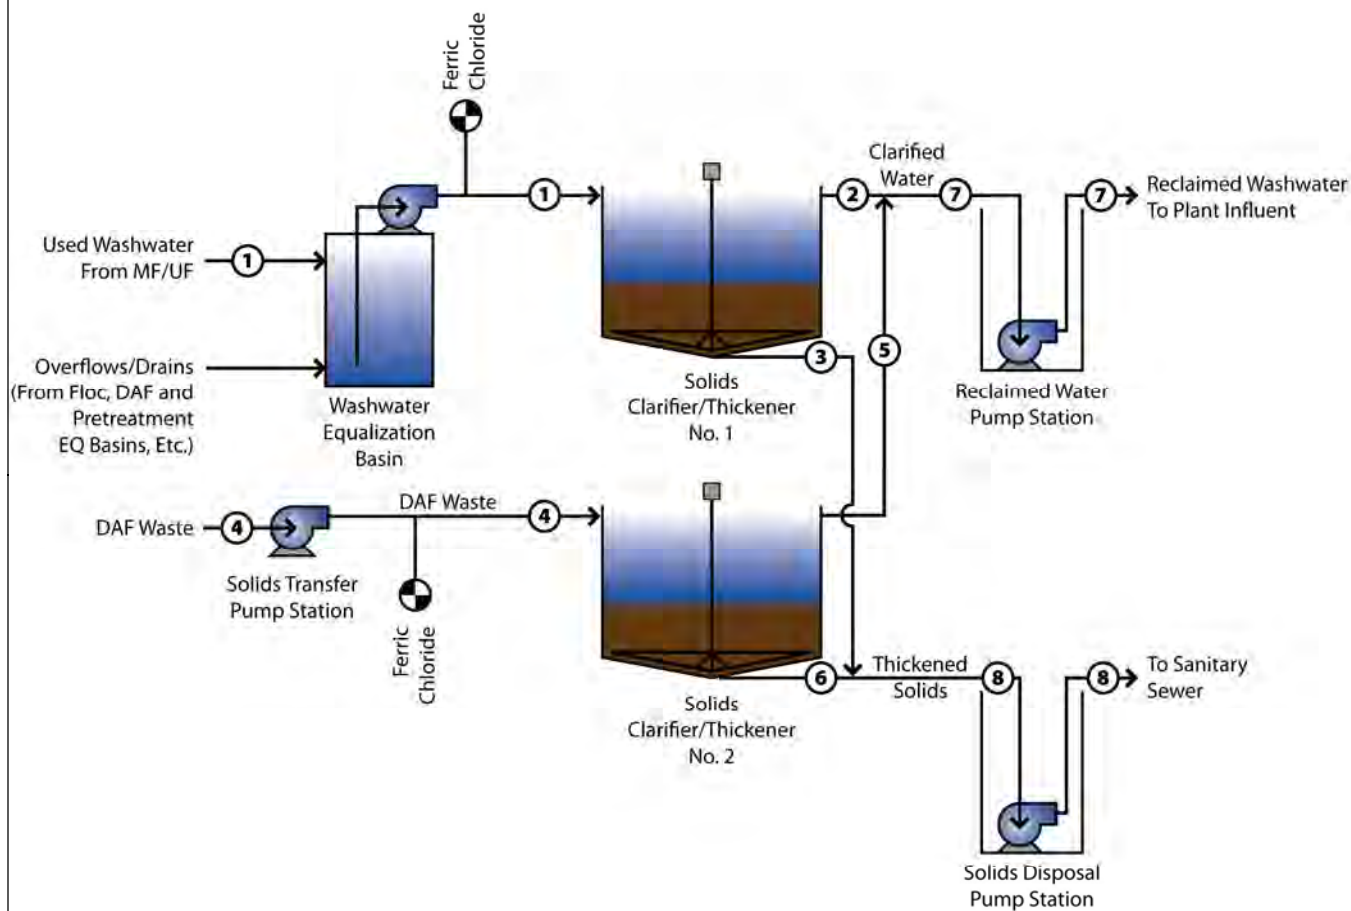 Ferric
Chloride
1
2
Clarified
Water
7
7
Reclaimed Washwater
To Plant Influent
Used Washwater
From MF/UF
1
Overflows/Drains
(From Floc, DAF and
Pretreatment
EQ Basins, Etc.)
Washwater
Equalization
Basin
3
5
Solids
Clarifier/Thickener
No. 1
Reclaimed Water
Pump Station
DAF Waste
4
DAF Waste
4
Solids Transfer
Pump Station
Ferric
Chloride
6
Thickened
Solids
8
8
To Sanitary
Sewer
Solids
Clarifier/Thickener
No. 2
Solids Disposal
Pump Station